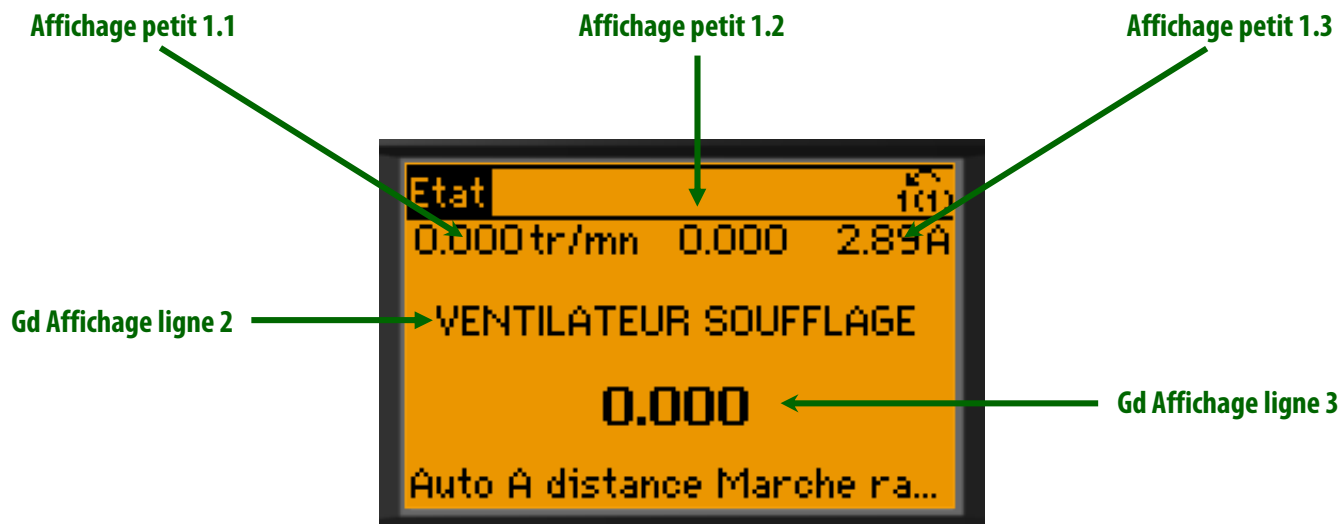 Affichage petit 1.1 Affichage petit 1.2 Affichage petit 1.3
Etat 1(1)
0.000 tr/mn 0.000 2.89 A
Gd Affichage ligne 2 VENTILATEUR SOUFFLAGE
0.000 Gd Affichage ligne 3
Auto A distance Marche ra...